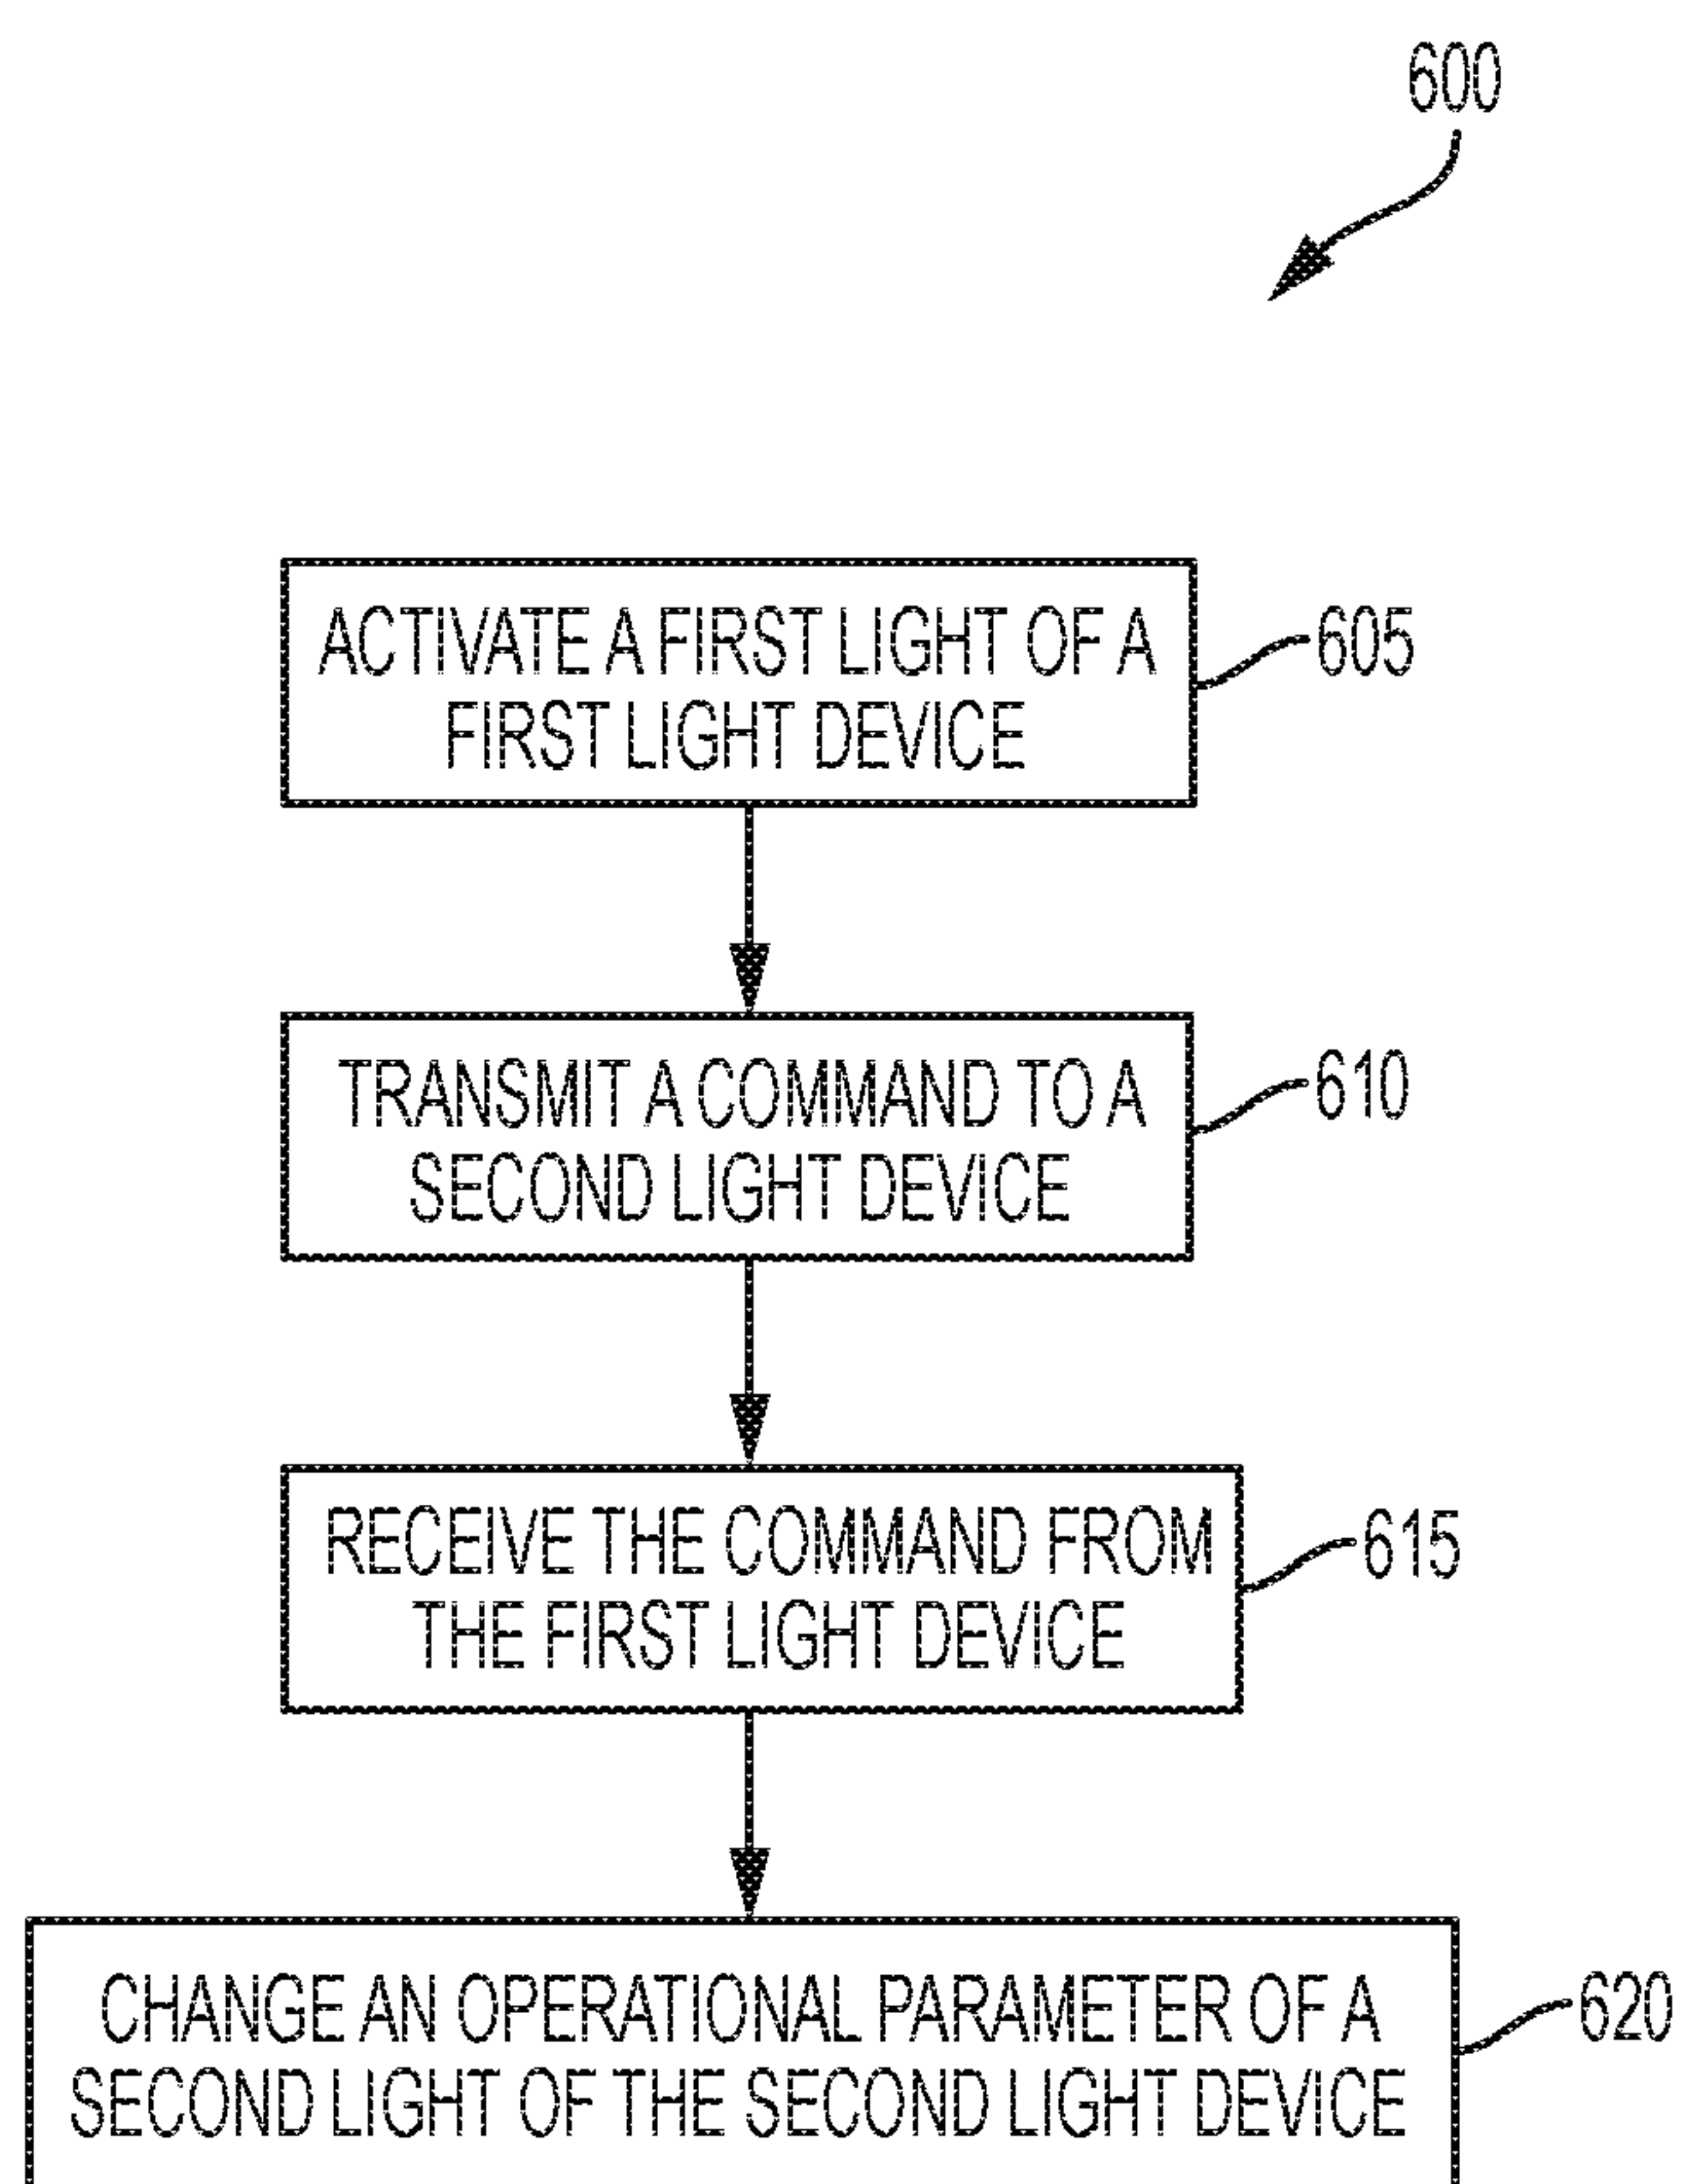 600
ACTIVATE A FIRST LIGHT OF A
FIRST LIGHT DEVICE
605
TRANSMIT A COMMAND TO A
SECOND LIGHT DEVICE
610
RECEIVE THE COMMAND FROM
THE FIRST LIGHT DEVICE
615
CHANGE AN OPERATIONAL PARAMETER OF A
SECOND LIGHT OF THE SECOND LIGHT DEVICE
620